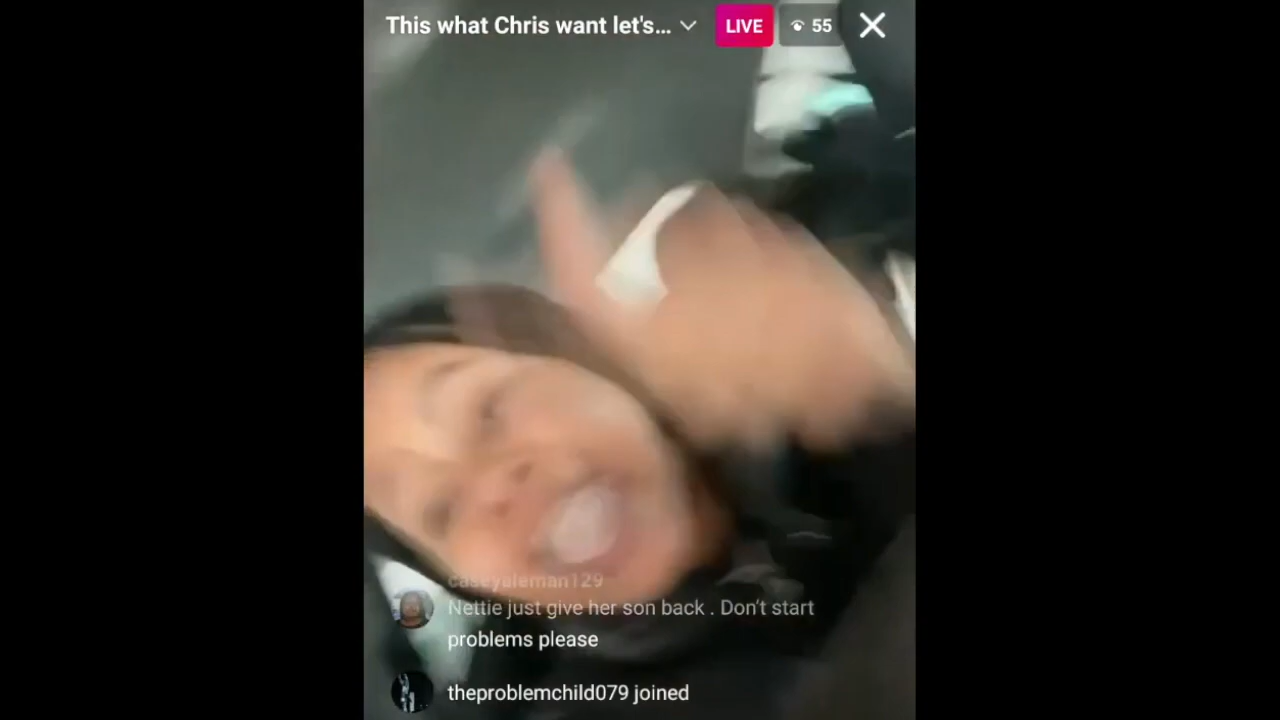 This what Chris want let's...
LIVE
55
caseyaleman129
Nettie just give her son back . Don't start
problems please
theproblemchild079 joined